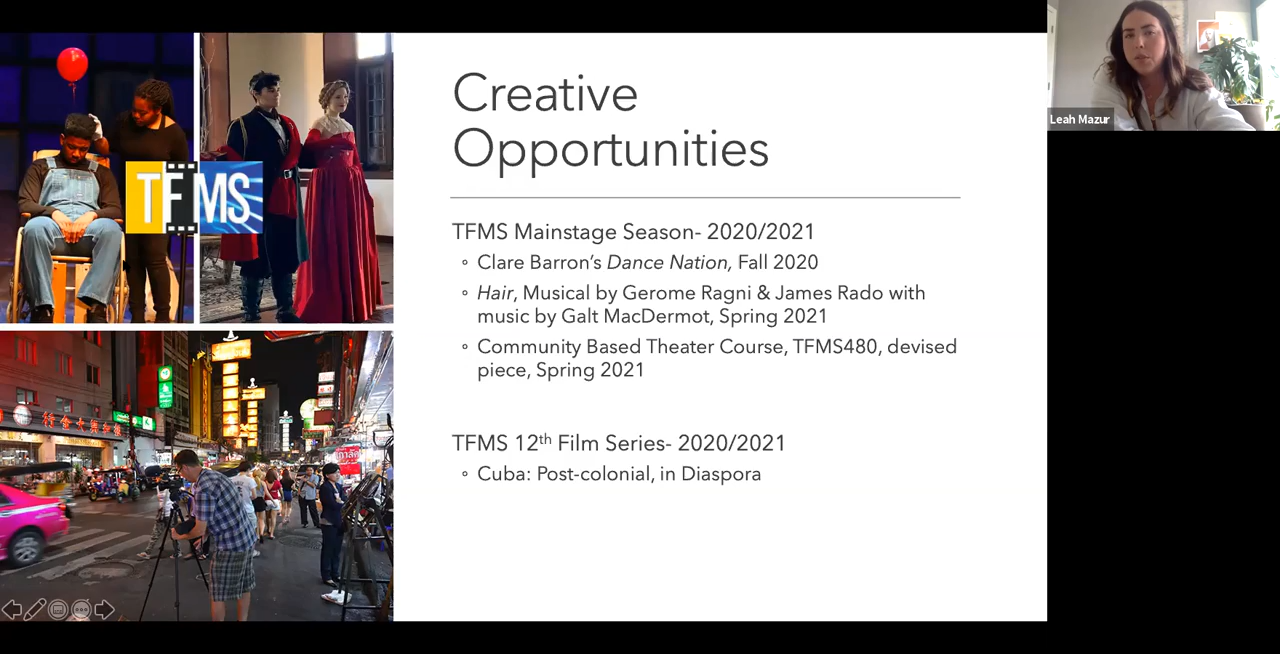 Creative
Opportunities
TFMS Mainstage Season- 2020/2021
◦ Clare Barron’s Dance Nation, Fall 2020
◦ Hair, Musical by Gerome Ragni & James Rado with
music by Galt MacDermot, Spring 2021
◦ Community Based Theater Course, TFMS480, devised
piece, Spring 2021
TFMS 12th Film Series- 2020/2021
◦ Cuba: Post-colonial, in Diaspora
TFMS
Leah Mazur